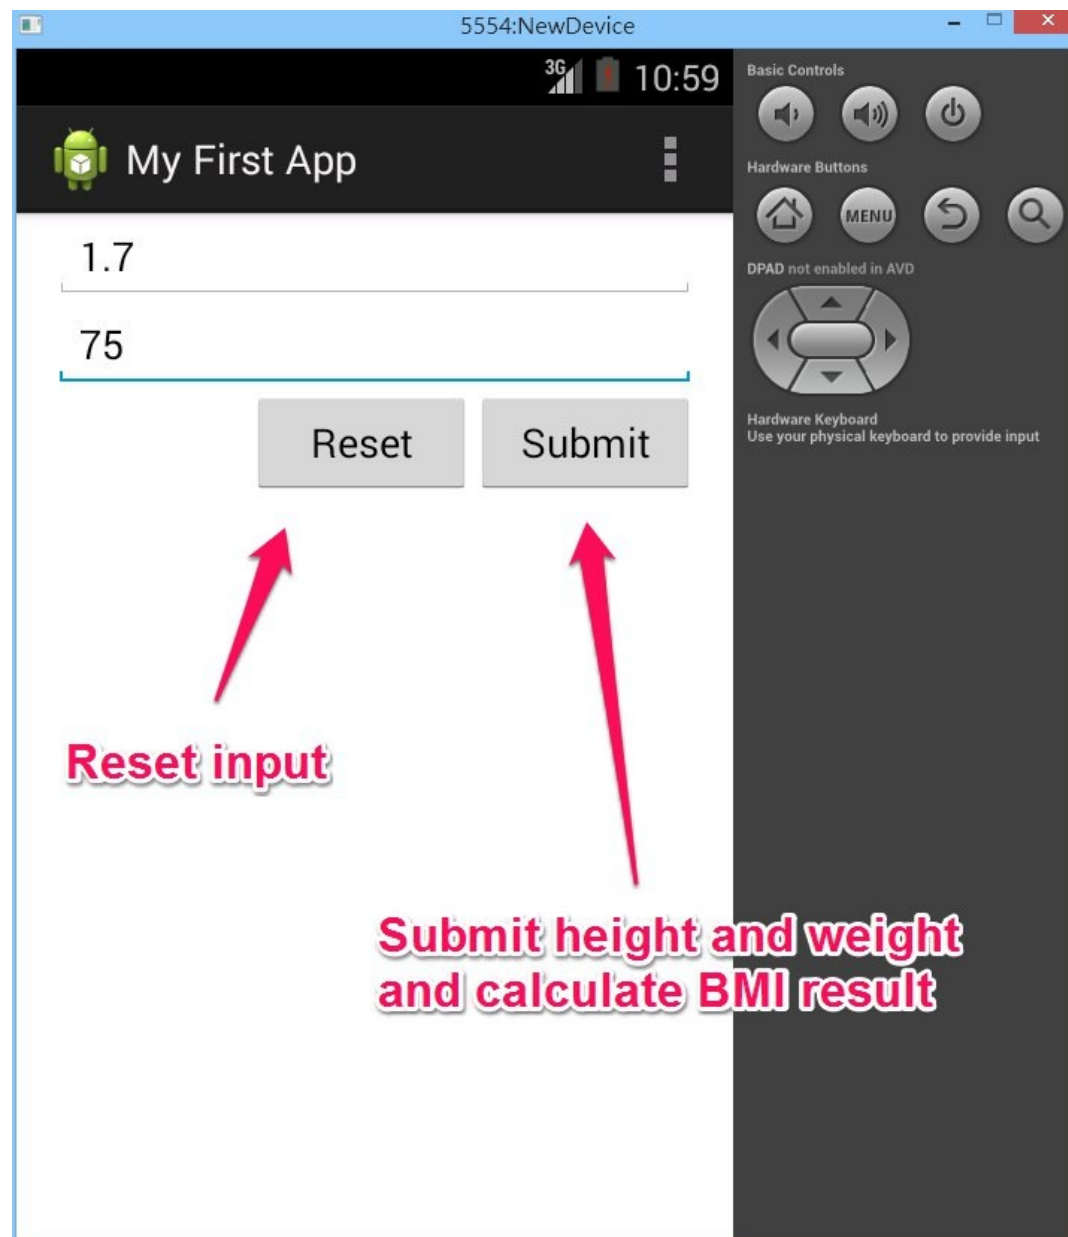 5554:NewDevice
3G 10:59
My First App
1.7
75
Reset Submit
Reset input
Submit height and weight
and calculate BMI result
Basic Controls
Hardware Buttons
MENU
DPAD not enabled in AVD
Hardware Keyboard
Use your physical keyboard to provide input